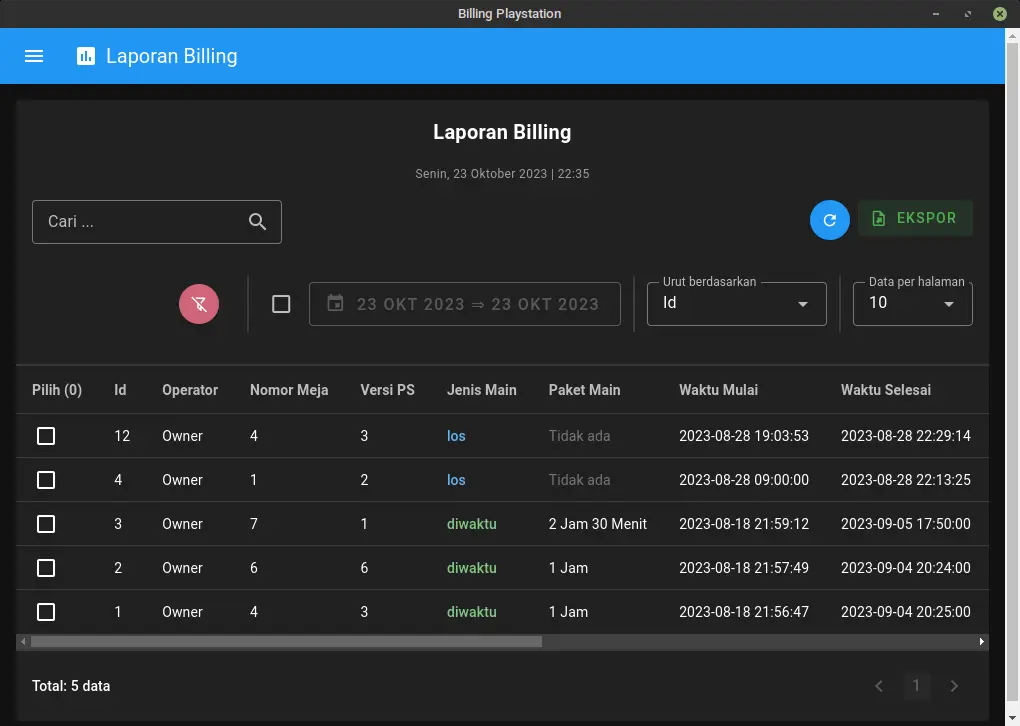 Billing Playstation
Laporan Billing
Laporan Billing
Senin, 23 Oktober 2023 | 22:35
Cari ...
EKSPOR
23 OKT 2023 ⇒ 23 OKT 2023
Urut berdasarkan
Id
Data per halaman
10
Pilih (0) Id Operator Nomor Meja Versi PS Jenis Main Paket Main Waktu Mulai Waktu Selesai
12 Owner 4 3 los Tidak ada 2023-08-28 19:03:53 2023-08-28 22:29:14
4 Owner 1 2 los Tidak ada 2023-08-28 09:00:00 2023-08-28 22:13:25
3 Owner 7 1 diwaktu 2 Jam 30 Menit 2023-08-18 21:59:12 2023-09-05 17:50:00
2 Owner 6 6 diwaktu 1 Jam 2023-08-18 21:57:49 2023-09-04 20:24:00
1 Owner 4 3 diwaktu 1 Jam 2023-08-18 21:56:47 2023-09-04 20:25:00
Total: 5 data
1